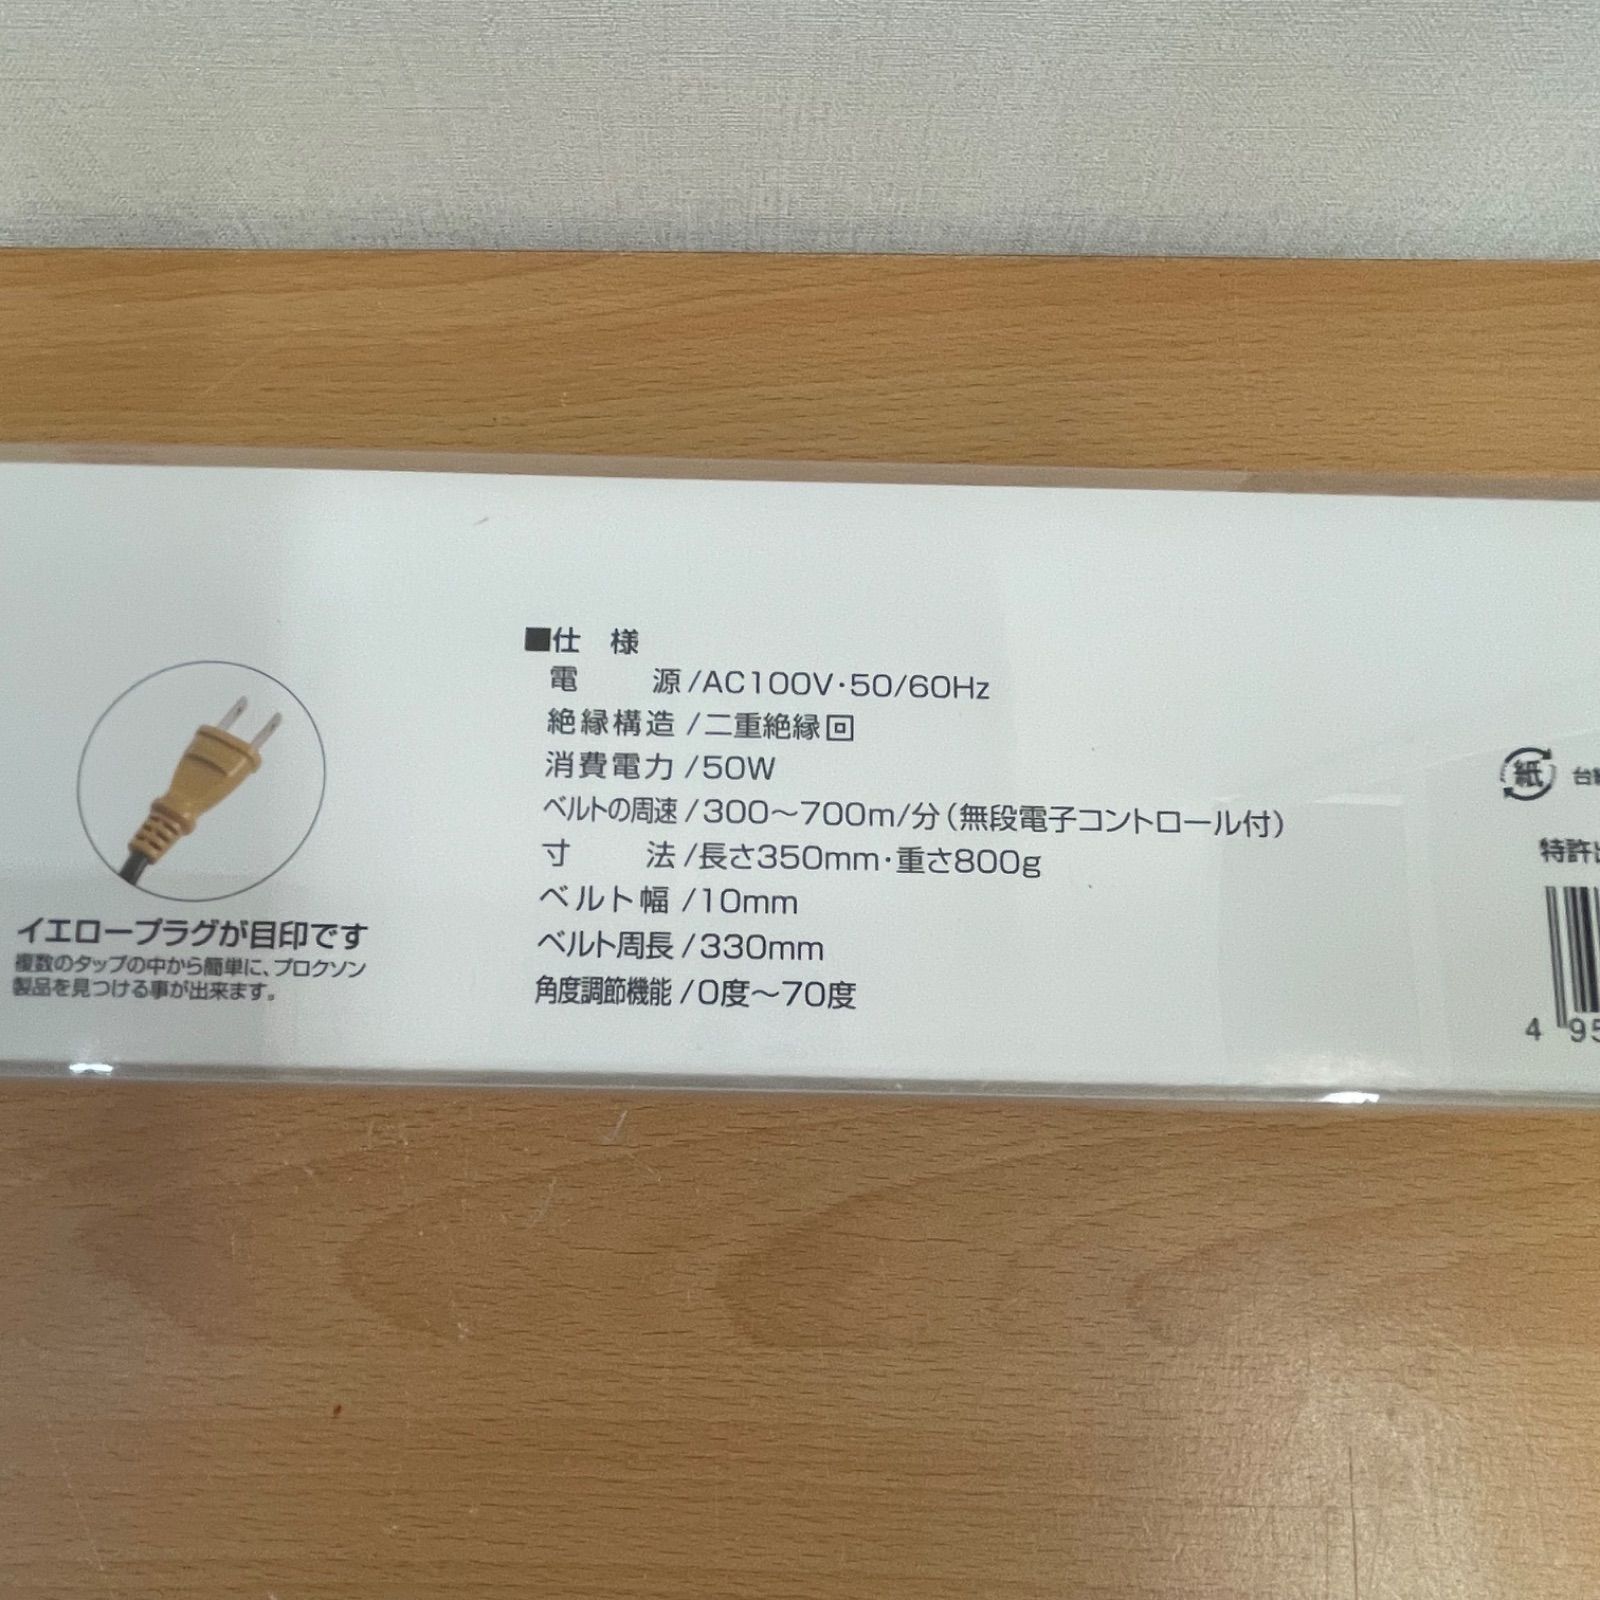 ■仕 様
電 源/AC100V・50/60Hz
絶縁構造/二重絶縁回
消費電力/50W
ベルトの周速/300～700m/分(無段電子コントロール付)
寸 法/長さ350mm・重さ800g
ベルト幅/10mm
ベルト周長/330mm
角度調節機能/0度～70度
イエロープラグが目印です
複数のタップの中から簡単に、プロクソン
製品を見つける事が出来ます。
紙 台
特許
4 95